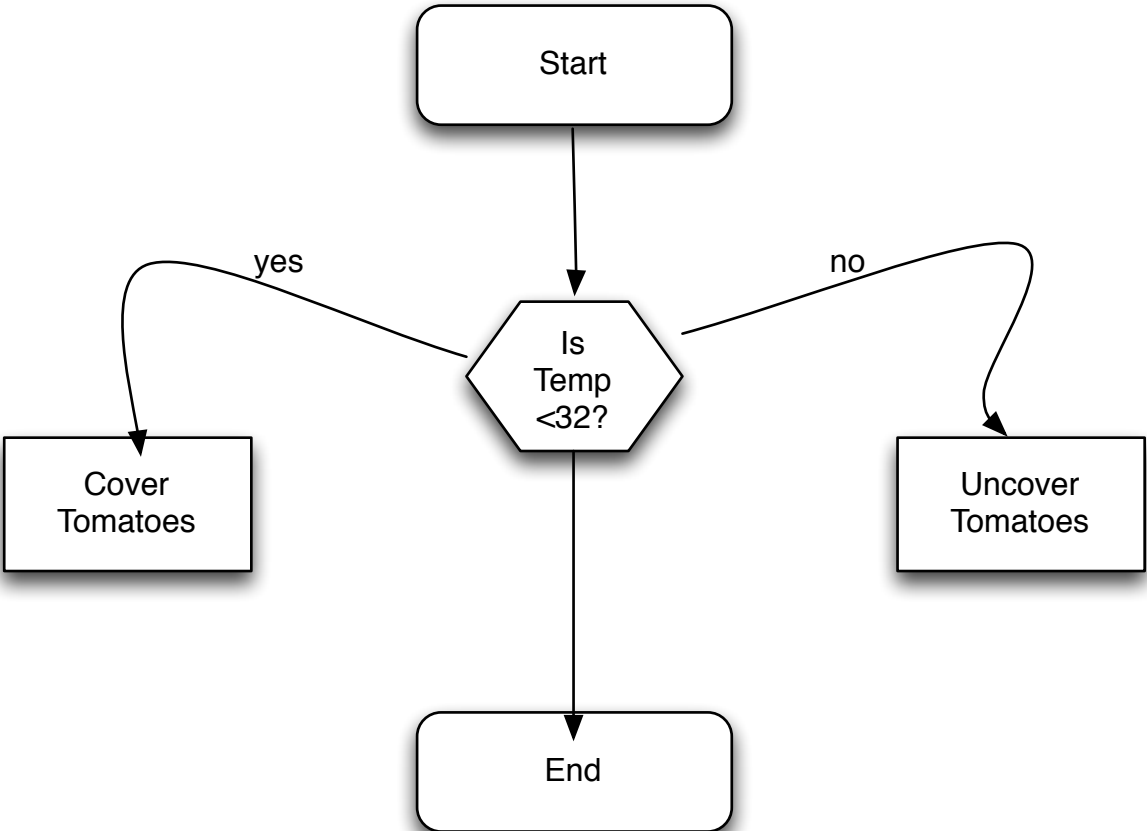 Start
yes
no
Is
Temp
<32?
Cover
Tomatoes
Uncover
Tomatoes
End